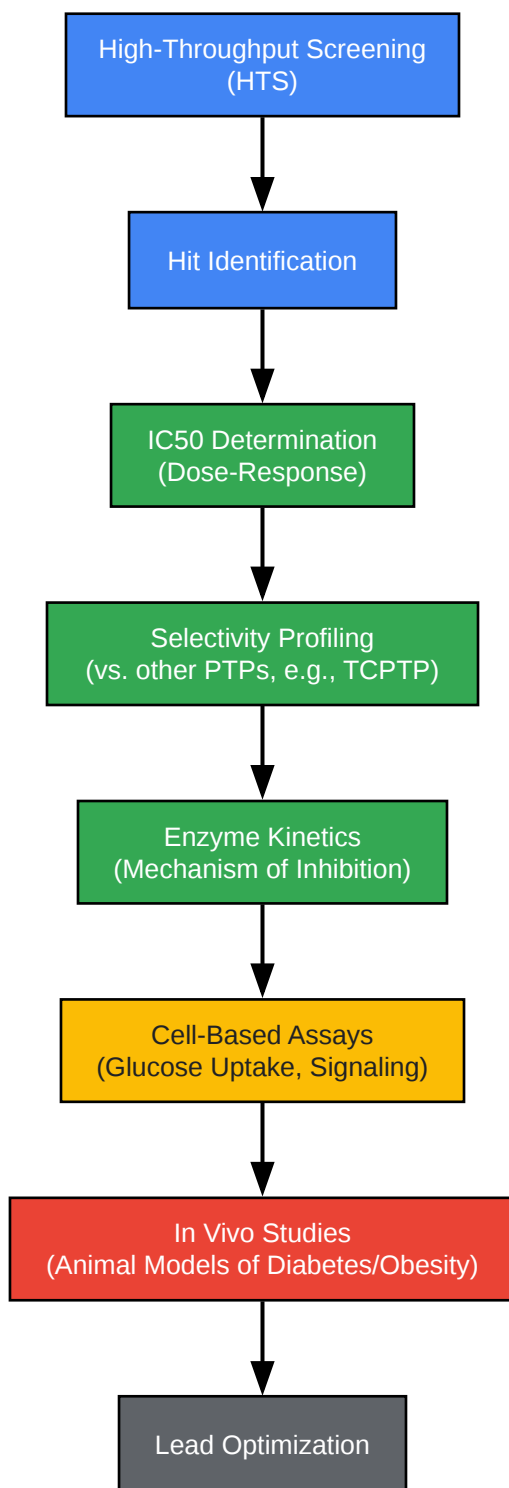 High-Throughput Screening
(HTS)
Hit Identification
IC50 Determination
(Dose-Response)
Selectivity Profiling
(vs. other PTPs, e.g., TCPTP)
Enzyme Kinetics
(Mechanism of Inhibition)
Cell-Based Assays
(Glucose Uptake, Signaling)
In Vivo Studies
(Animal Models of Diabetes/Obesity)
Lead Optimization